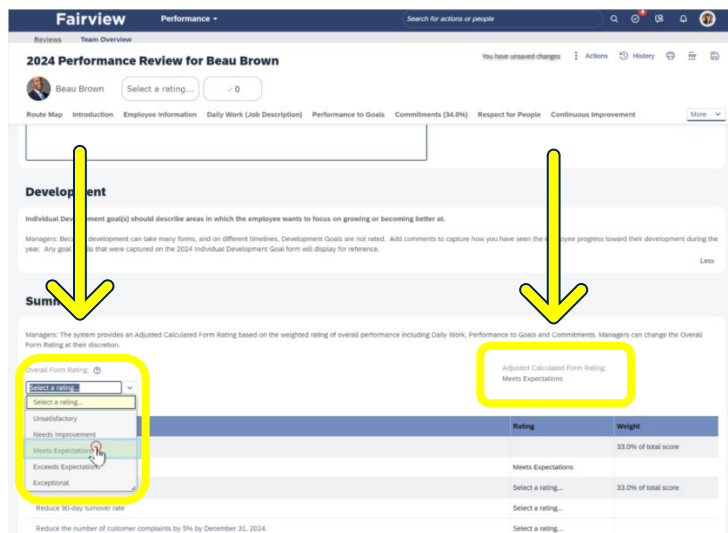 Fairview
Performance
Search for actions or people
Reviews Team Overview
2024 Performance Review for Beau Brown
You have unsaved changes Actions History
Beau Brown Select a rating... 0
Route Map Introduction Employee Information Daily Work (Job Description) Performance to Goals Commitments (34.0%) Respect for People Continuous Improvement More
Development
Individual goal(s) should describe areas in which the employee wants to focus on growing or becoming better at.
Managers: development can take many forms, and on different timelines, Development Goals are not rated. Add comments to capture how you have seen the employee progress toward their development during the
year. Any goal that were captured on the 2024 Individual Development Goal form will display for reference.
Less
Managers: The system provides an Adjusted Calculated Form Rating based on the weighted rating of overall performance including Daily Work, Performance to Goals and Commitments. Managers can change the Overall
Form Rating at their discretion.
Overall Form Rating:
Adjusted Calculated Form Rating:
Meets Expectations
Select a rating...
Select a rating...
Unsatisfactory
Needs Improvement
Meets Expectations
Exceeds Expectations
Exceptional
Rating Weight
33.0% of total score
Meets Expectations
Select a rating... 33.0% of total score
Reduce 90-day turnover rate Select a rating...
Reduce the number of customer complaints by 5% by December 31, 2024. Select a rating...